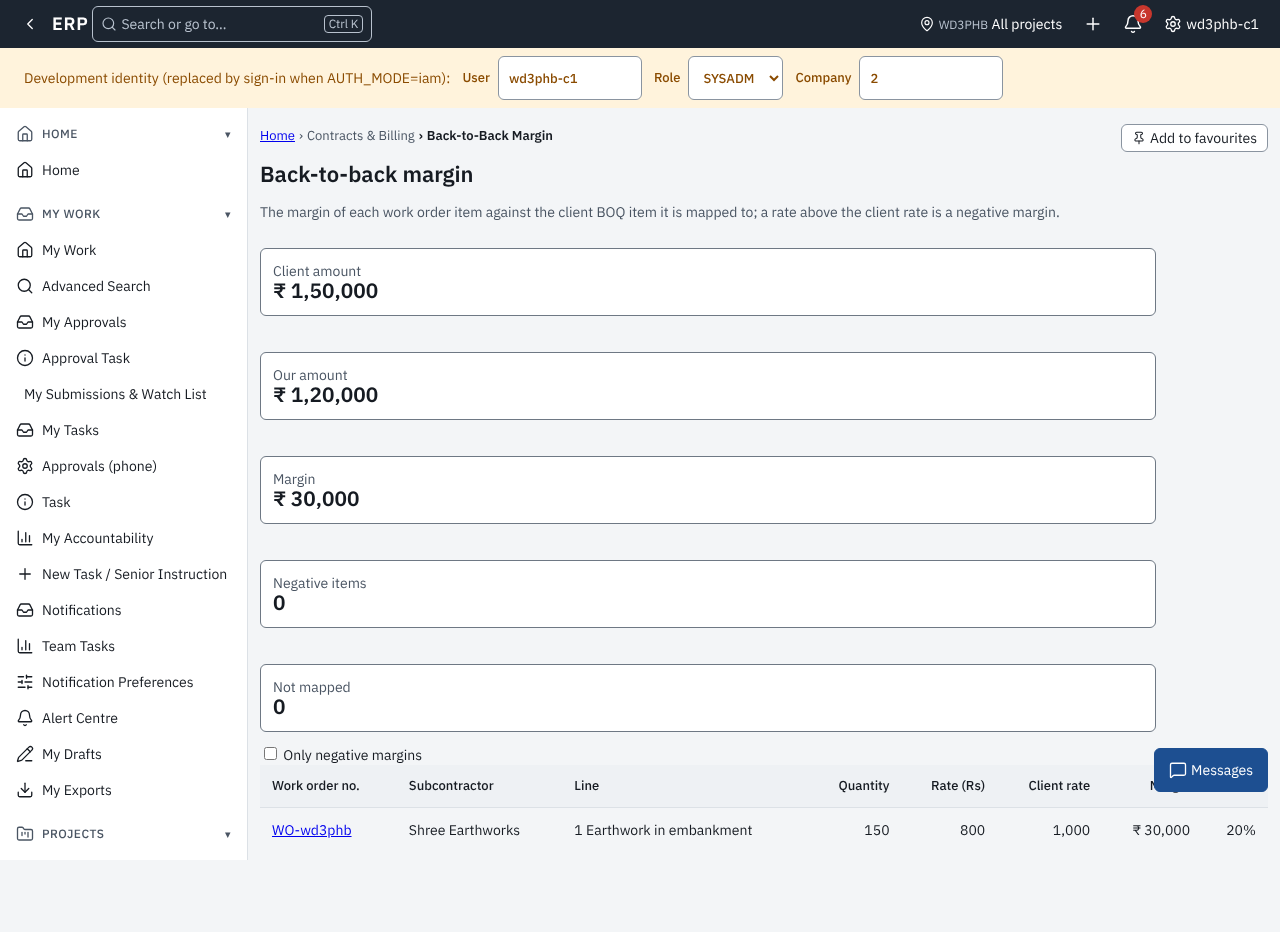 ERP
Search or go to...
Ctrl K
WD3PHB All projects
6
wd3phb-c1
Development identity (replaced by sign-in when AUTH_MODE=iam):
User
wd3phb-c1
Role
SYSADM
Company
2
HOME
Home
MY WORK
My Work
Advanced Search
My Approvals
Approval Task
My Submissions & Watch List
My Tasks
Approvals (phone)
Task
My Accountability
New Task / Senior Instruction
Notifications
Team Tasks
Notification Preferences
Alert Centre
My Drafts
My Exports
PROJECTS
Home › Contracts & Billing › Back-to-Back Margin
Add to favourites
Back-to-back margin
The margin of each work order item against the client BOQ item it is mapped to; a rate above the client rate is a negative margin.
Client amount
₹ 1,50,000
Our amount
₹ 1,20,000
Margin
₹ 30,000
Negative items
0
Not mapped
0
Only negative margins
Messages
Work order no. Subcontractor Line Quantity Rate (Rs) Client rate
WO-wd3phb Shree Earthworks 1 Earthwork in embankment 150 800 1,000 ₹ 30,000 20%